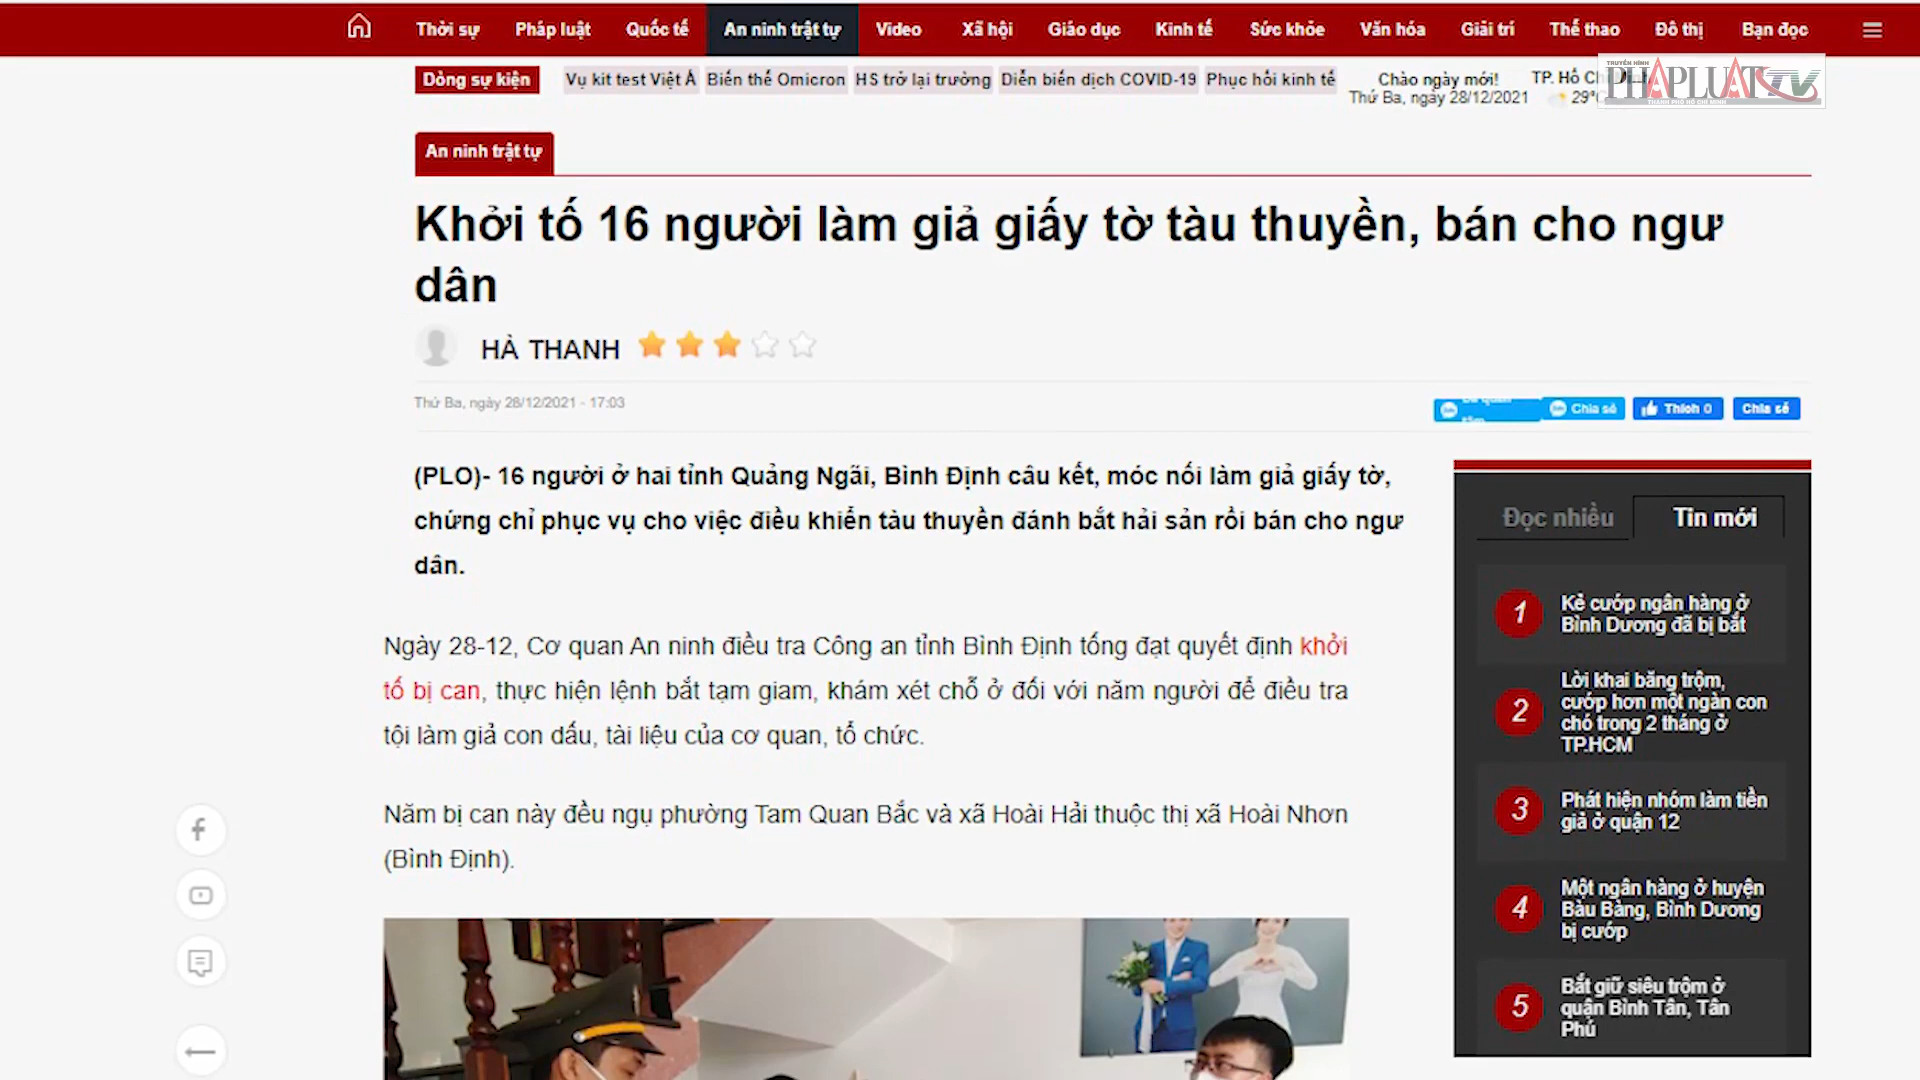 Thời sự Pháp luật Quốc tế An ninh trật tự Video Xã hội Giáo dục Kinh tế Sức khỏe Văn hóa Giải trí Thể thao Đô thị Bạn đọc
Dòng sự kiện Vụ kit test Việt Á Biến thể Omicron HS trở lại trường Diễn biến dịch COVID-19 Phục hồi kinh tế
Chào ngày mới!
Thứ Ba, ngày 28/12/2021
TP. Hồ Chí Minh
29°
TRUYỀN HÌNH
PHÁPLUẬT TV
THÀNH PHỐ HỒ CHÍ MINH
An ninh trật tự
Khởi tố 16 người làm giả giấy tờ tàu thuyền, bán cho ngư
dân
HÀ THANH
Thứ Ba, ngày 28/12/2021 - 17:03
Chia sẻ Thích 0 Chia sẻ
(PLO)- 16 người ở hai tỉnh Quảng Ngãi, Bình Định câu kết, móc nối làm giả giấy tờ,
chứng chỉ phục vụ cho việc điều khiển tàu thuyền đánh bắt hải sản rồi bán cho ngư
dân.
Ngày 28-12, Cơ quan An ninh điều tra Công an tỉnh Bình Định tống đạt quyết định khởi
tố bị can, thực hiện lệnh bắt tạm giam, khám xét chỗ ở đối với năm người để điều tra
tội làm giả con dấu, tài liệu của cơ quan, tổ chức.
Năm bị can này đều ngụ phường Tam Quan Bắc và xã Hoài Hải thuộc thị xã Hoài Nhơn
(Bình Định).
Đọc nhiều Tin mới
1 Kẻ cướp ngân hàng ở
Bình Dương đã bị bắt
2 Lời khai băng trộm,
cướp hơn một ngàn con
chó trong 2 tháng ở
TP.HCM
3 Phát hiện nhóm làm tiền
giả ở quận 12
4 Một ngân hàng ở huyện
Bàu Bàng, Bình Dương
bị cướp
5 Bắt giữ siêu trộm ở
quận Bình Tân, Tân
Phú